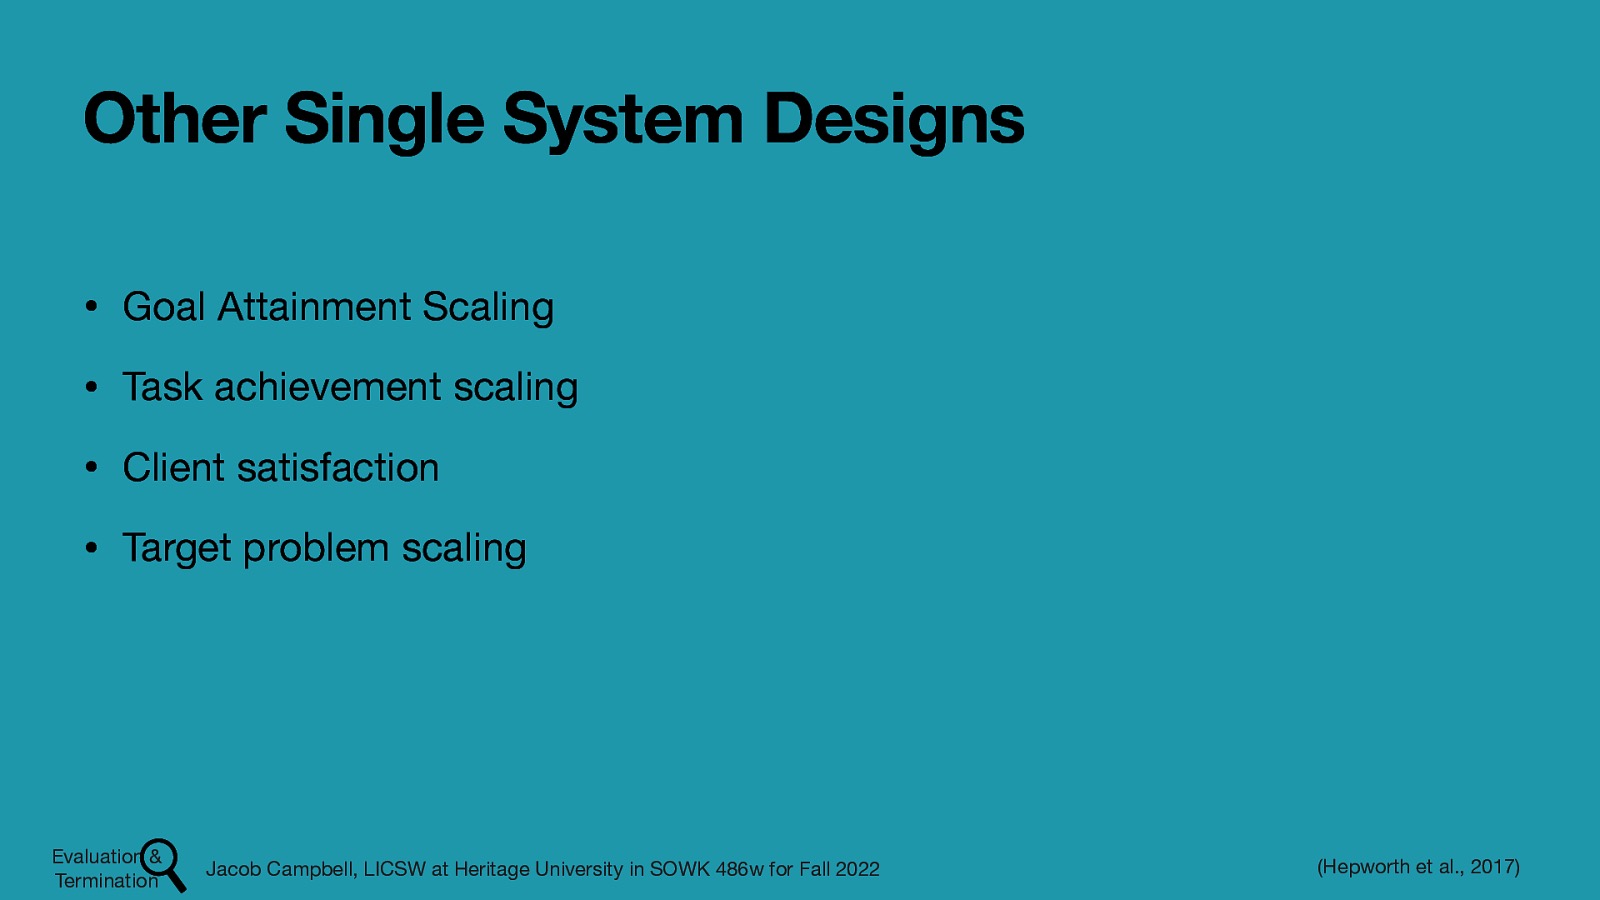 Other Single System Designs
• Goal Attainment Scaling
• Task achievement scaling
• Client satisfaction
• Target problem scaling
Evaluation &
Termination
Jacob Campbell, LICSW at Heritage University in SOWK 486w for Fall 2022
(Hepworth et al., 2017)